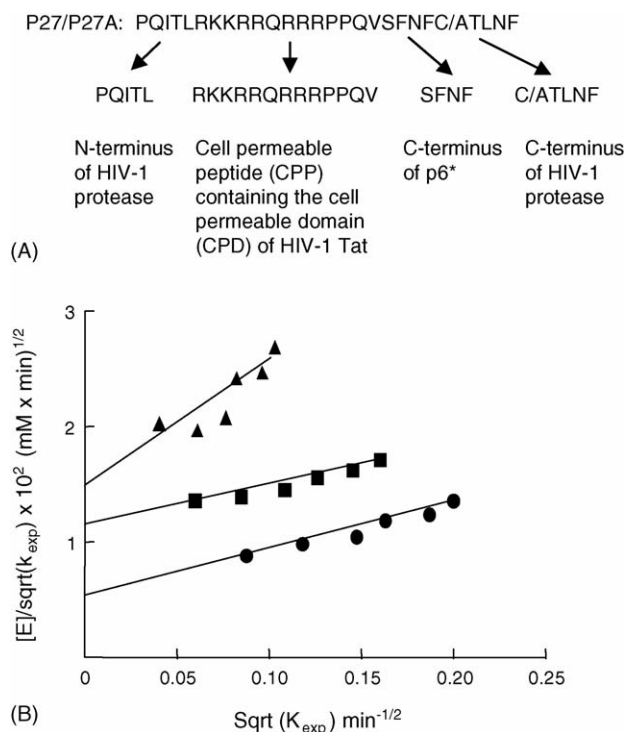 P27/P27A: PQITLRKKRRQRRRPPQVSFNFC/ATLNF
PQITL RKKRRQRRRPPQV SFNF C/ATLNF
N-terminus of HIV-1 protease
Cell permeable peptide (CPP) containing the cell permeable domain (CPD) of HIV-1 Tat
C-terminus of p6*
C-terminus of HIV-1 protease
(A)
[E]/sqrt(k_exp) x 10² (mM x min)^1/2
3
2
1
0 0.05 0.10 0.15 0.20 0.25
Sqrt (K_exp) min^-1/2
(B)